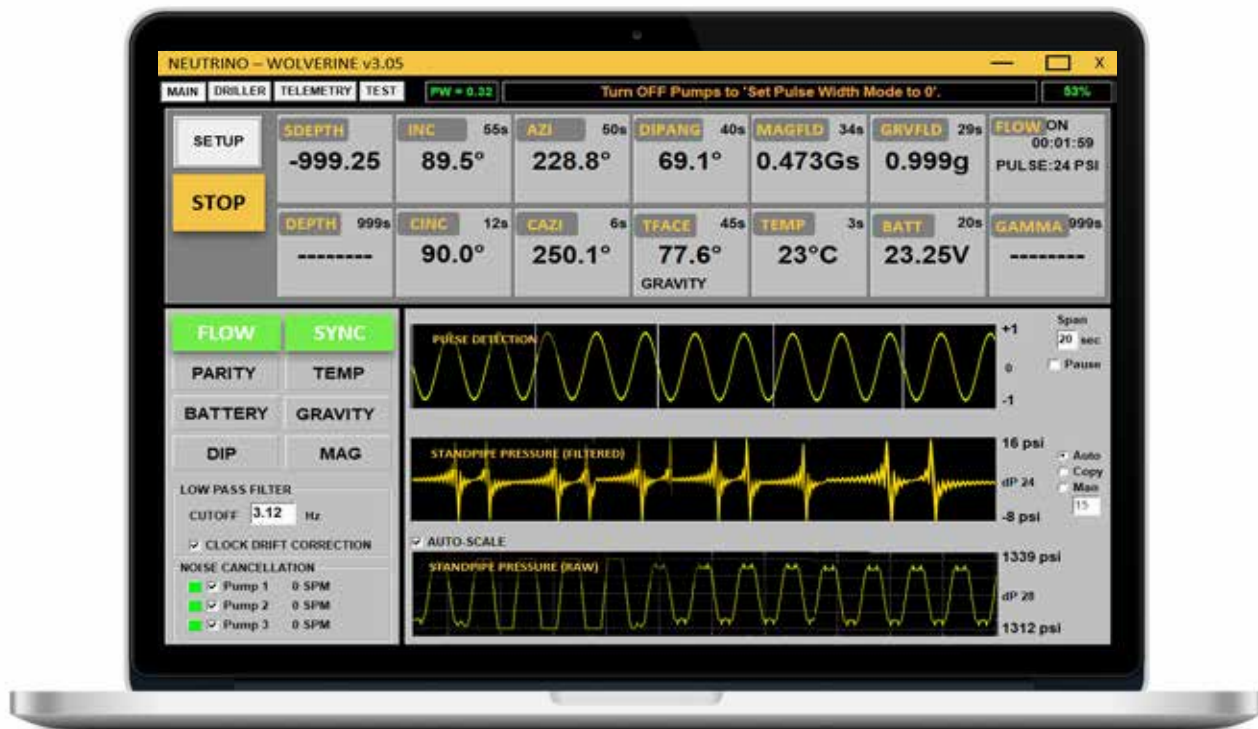 NEUTRINO – WOLVERINE v3.05
X
MAIN DRILLER TELEMETRY TEST PW = 0.32 Turn OFF Pumps to 'Set Pulse Width Mode to 0'. 53%
SETUP
STOP
SDEPTH
-999.25
INC 55s
89.5°
AZI 50s
228.8°
DIPANG 40s
69.1°
MAGFLD 34s
0.473Gs
GRVFLD 29s
0.999g
FLOW ON
00:01:59
PULSE:24 PSI
DEPTH 999s
--------
CINC 12s
90.0°
CAZI 6s
250.1°
TFACE 45s
77.6°
GRAVITY
TEMP 3s
23°C
BATT 20s
23.25V
GAMMA 999s
--------
FLOW SYNC
PARITY TEMP
BATTERY GRAVITY
DIP MAG
LOW PASS FILTER
CUTOFF 3.12 Hz
CLOCK DRIFT CORRECTION
NOISE CANCELLATION
Pump 1 0 SPM
Pump 2 0 SPM
Pump 3 0 SPM
PULSE DETECTION
+1
0
-1
Span
20 sec
Pause
STANDPIPE PRESSURE (FILTERED)
16 psi
dP 24
-8 psi
Auto
Copy
Man
15
AUTO-SCALE
STANDPIPE PRESSURE (RAW)
1339 psi
dP 28
1312 psi